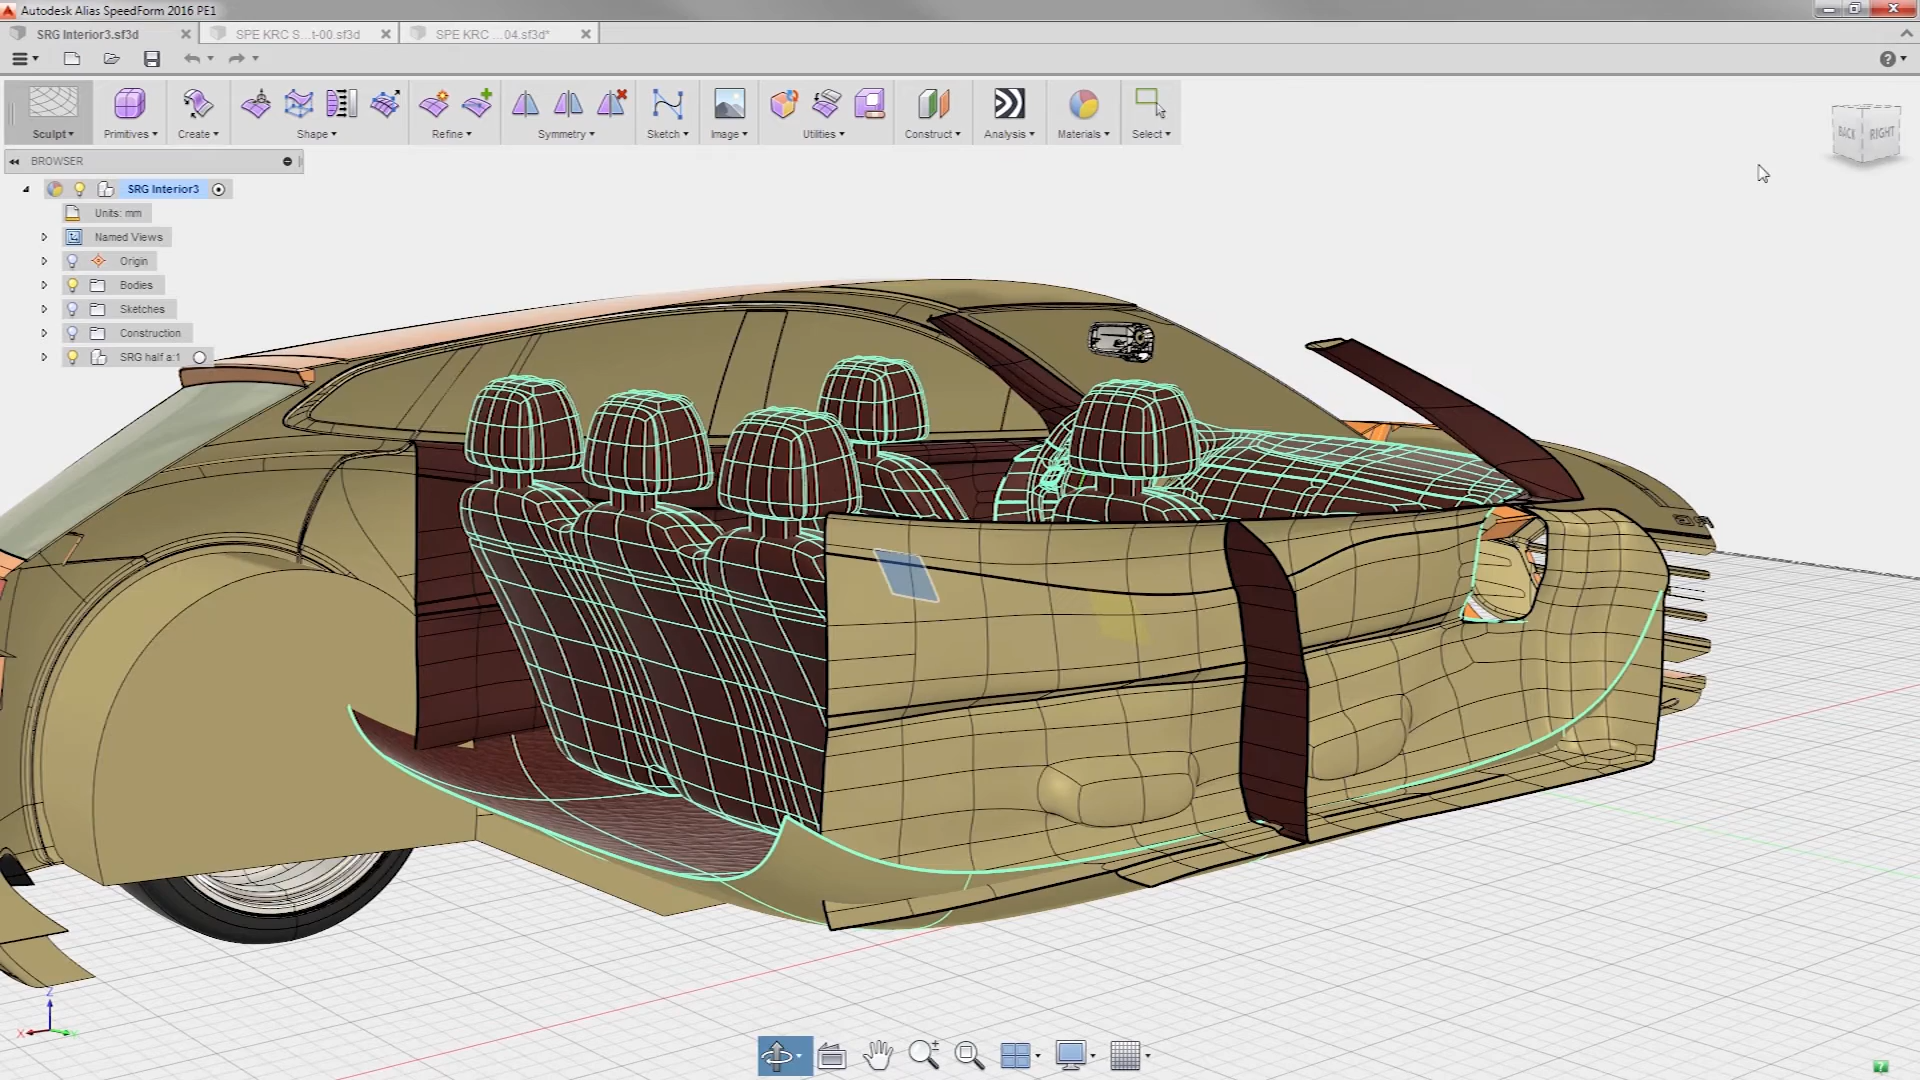 Autodesk Alias SpeedForm 2016 PE1
SRG Interior3.sf3d
SPE KRC S...t-00.sf3d
SPE KRC ...04.sf3d*
Sculpt
Primitives
Create
Shape
Refine
Symmetry
Sketch
Image
Utilities
Construct
Analysis
Materials
Select
BACK
RIGHT
BROWSER
SRG Interior3
Units: mm
Named Views
Origin
Bodies
Sketches
Construction
SRG half a:1
Z
X
Y